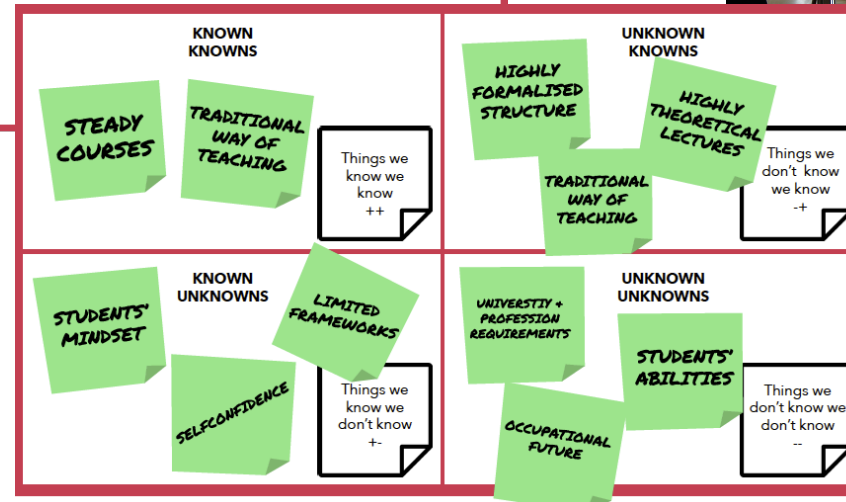 KNOWN
KNOWNS
STEADY
COURSES
TRADITIONAL
WAY OF
TEACHING
Things we
know we
know
++
UNKNOWN
KNOWNS
HIGHLY
FORMALISED
STRUCTURE
HIGHLY
THEORETICAL
LECTURES
TRADITIONAL
WAY OF
TEACHING
Things we
don't know
we know
-+
KNOWN
UNKNOWNS
STUDENTS'
MINDSET
LIMITED
FRAMEWORKS
SELFCONFIDENCE
Things we
know we
don't know
+-
UNKNOWN
UNKNOWNS
UNIVERSTIY +
PROFESSION
REQUIREMENTS
STUDENTS'
ABILITIES
OCCUPATIONAL
FUTURE
Things we
don't know we
don't know
--